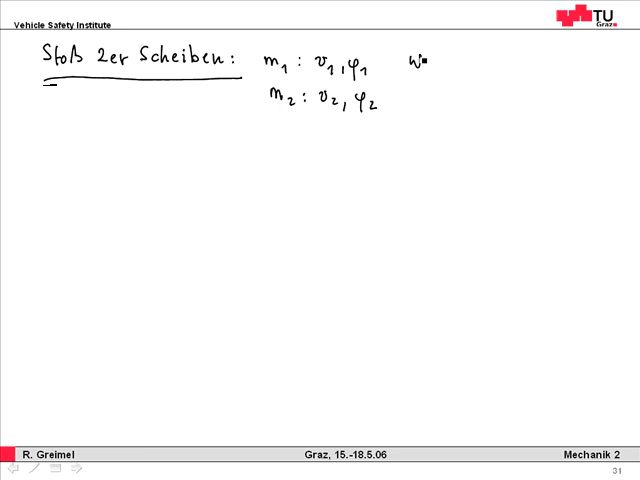 Vehicle Safety Institute
TU
Graz
Stoß 2er Scheiben: m₁ : v₁, φ₁ w
m₂ : v₂, φ₂
R. Greimel Graz, 15.-18.5.06 Mechanik 2
31